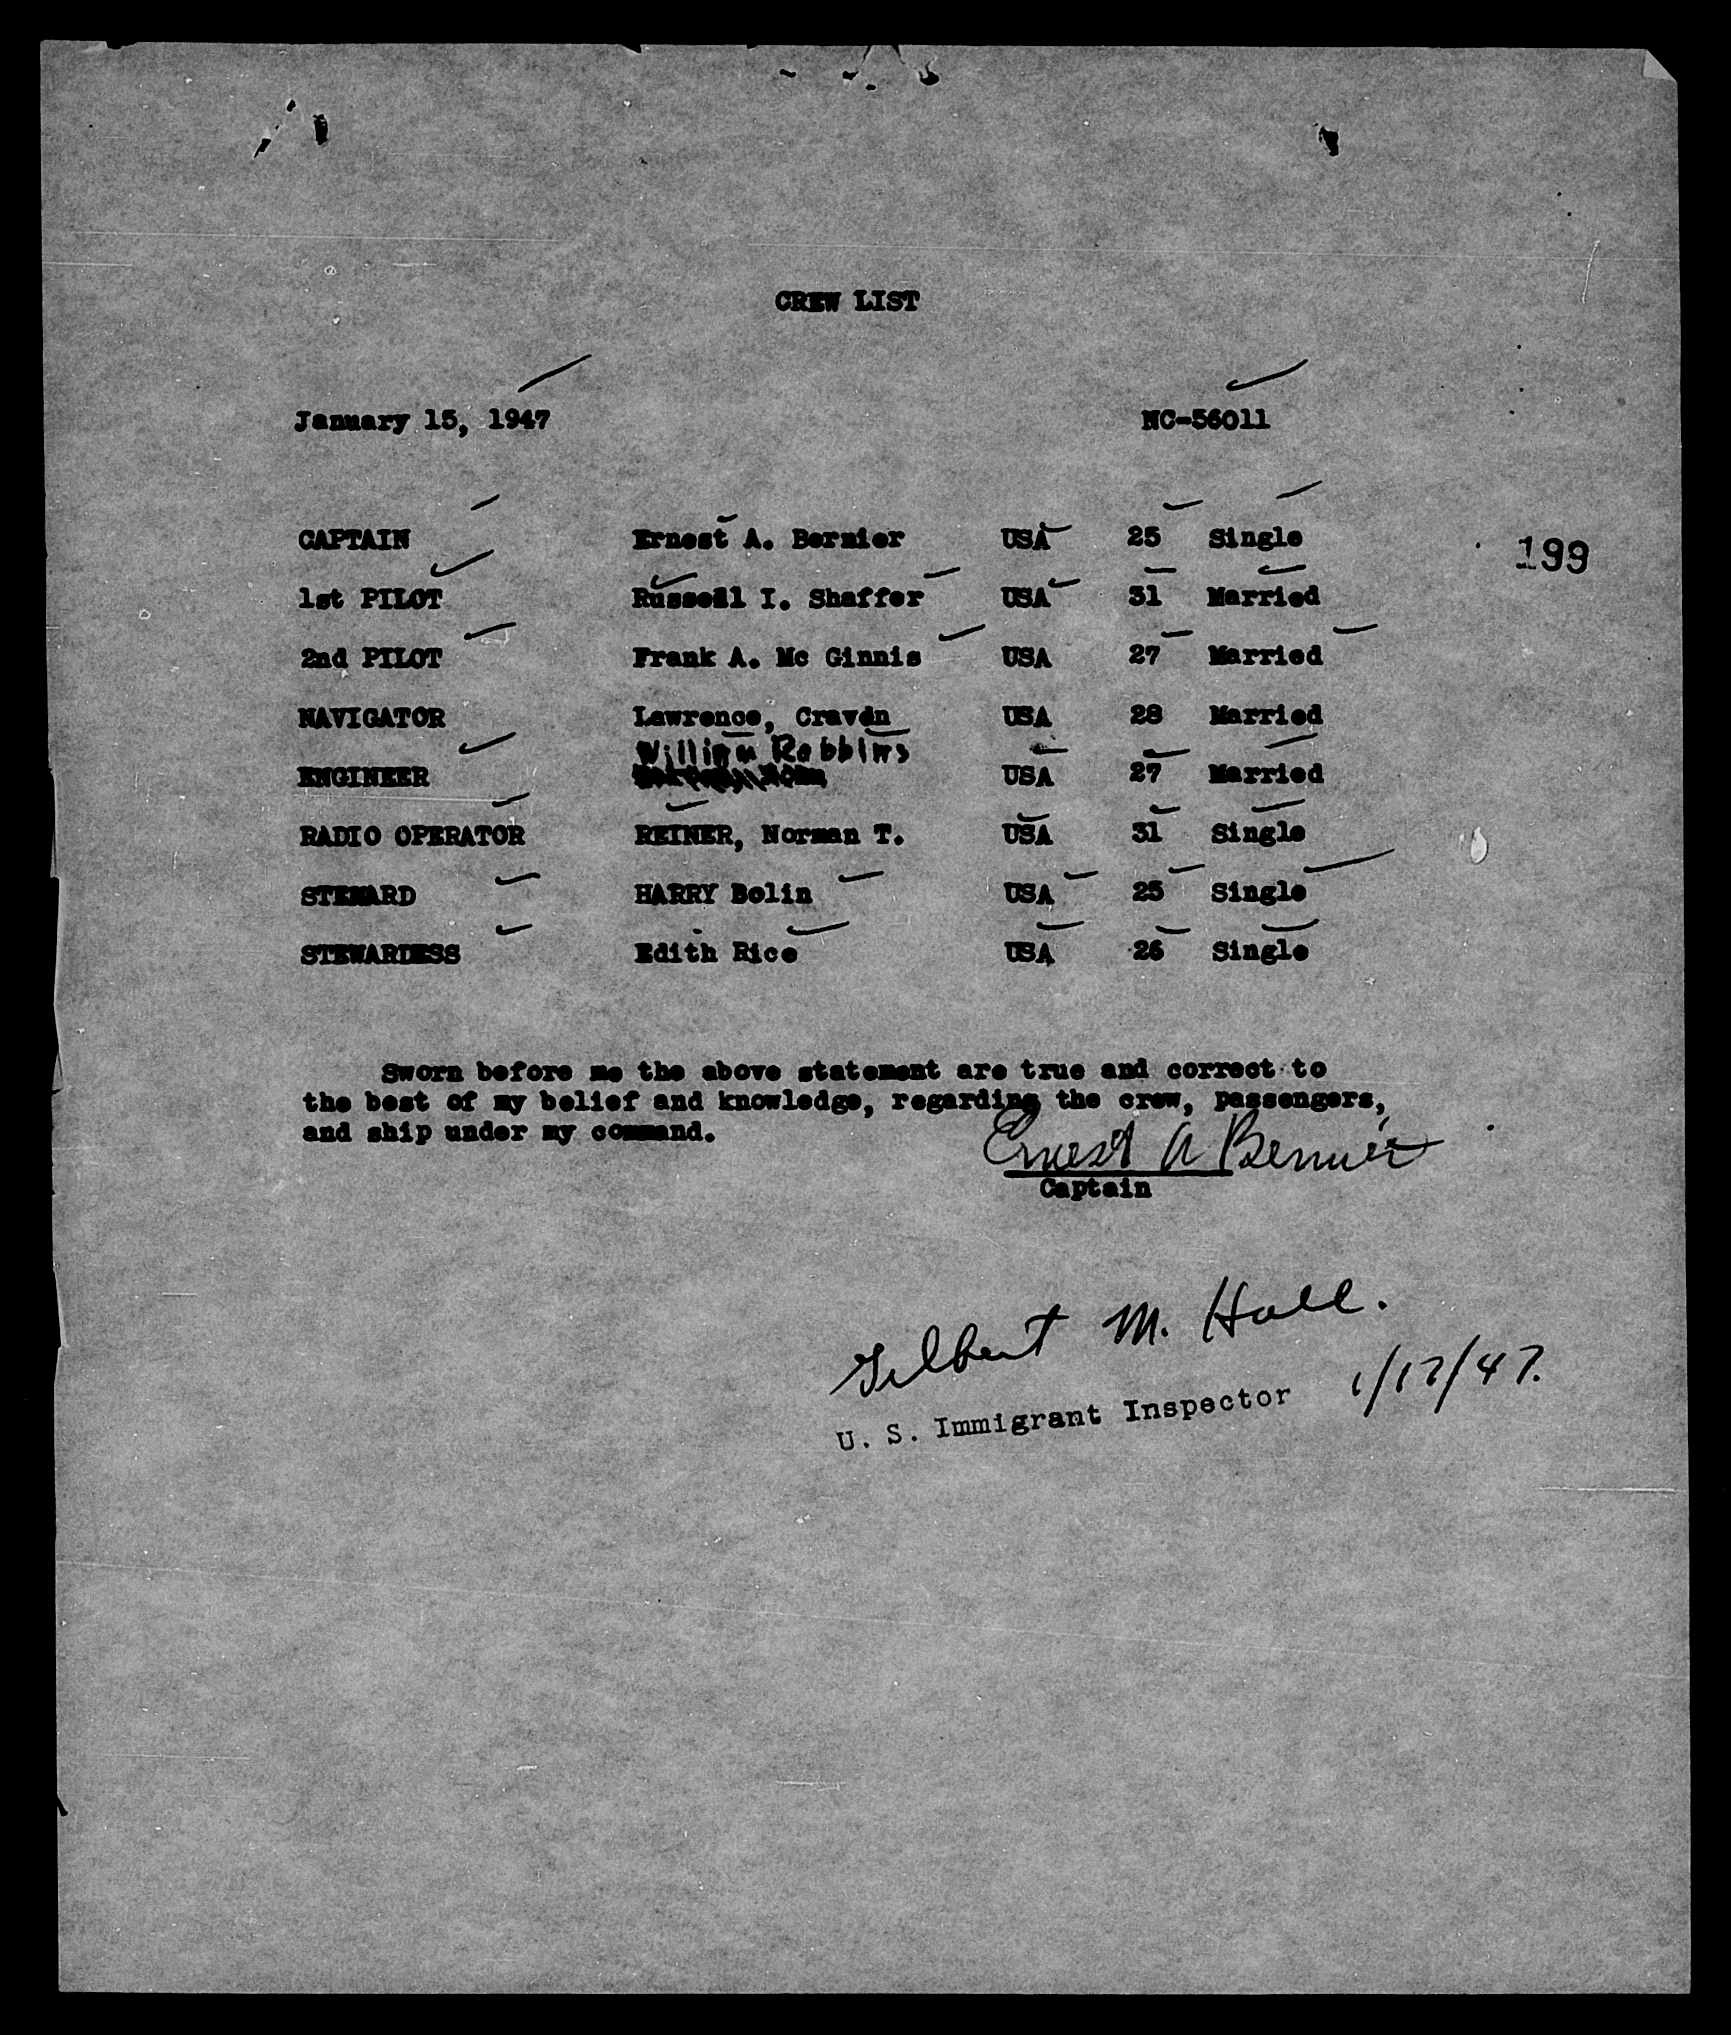 CREW LIST
January 15, 1947 NC-56011
CAPTAIN Ernest A. Bernier USA 25 Single
199
1st PILOT Russell I. Shaffer USA 31 Married
2nd PILOT Frank A. Mc Ginnis USA 27 Married
NAVIGATOR Lawrence, Craven USA 28 Married
William Robbins
ENGINEER USA 27 Married
RADIO OPERATOR REINER, Norman T. USA 31 Single
STEWARD HARRY Bolin USA 25 Single
STEWARDESS Edith Rice USA 26 Single
Sworn before me the above statement are true and correct to
the best of my belief and knowledge, regarding the crew, passengers,
and ship under my command.
Ernest A Bernier
Captain
Gilbert M. Hall.
U. S. Immigrant Inspector 1/17/47.